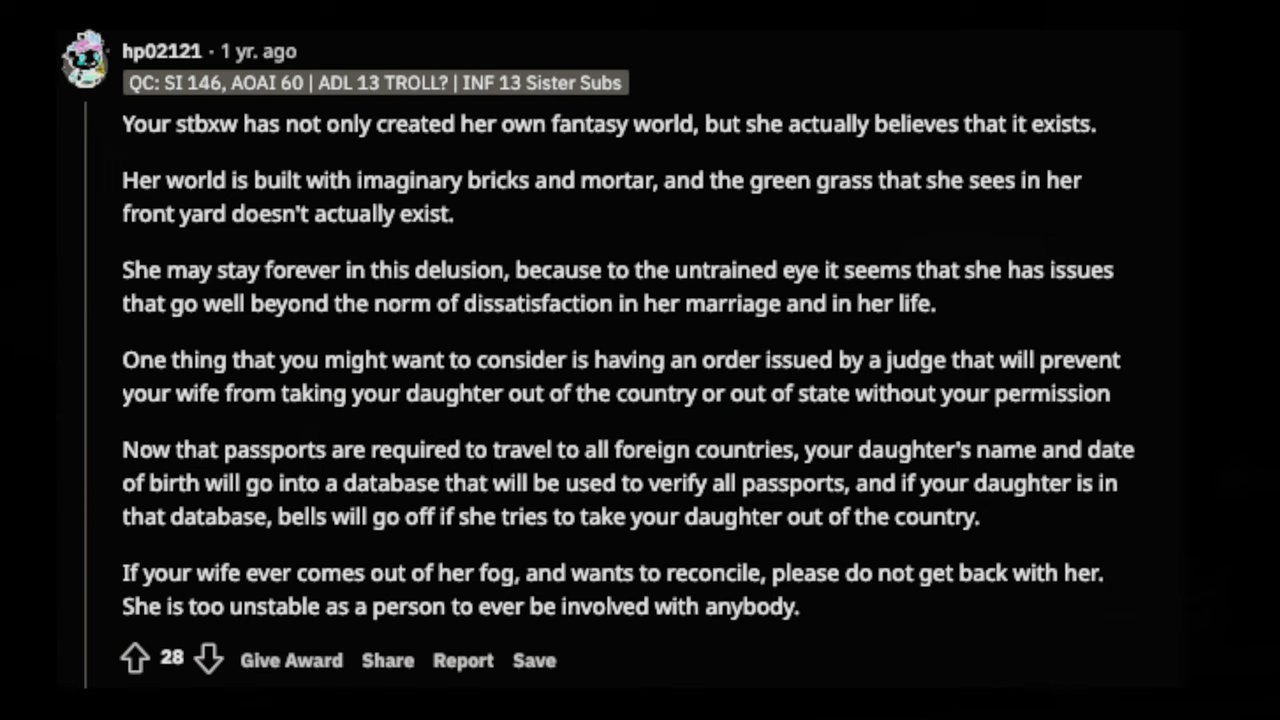 hp02121 · 1 yr. ago
QC: SI 146, AOAI 60 | ADL 13 TROLL? | INF 13 Sister Subs
Your stbxw has not only created her own fantasy world, but she actually believes that it exists.
Her world is built with imaginary bricks and mortar, and the green grass that she sees in her
front yard doesn't actually exist.
She may stay forever in this delusion, because to the untrained eye it seems that she has issues
that go well beyond the norm of dissatisfaction in her marriage and in her life.
One thing that you might want to consider is having an order issued by a judge that will prevent
your wife from taking your daughter out of the country or out of state without your permission
Now that passports are required to travel to all foreign countries, your daughter's name and date
of birth will go into a database that will be used to verify all passports, and if your daughter is in
that database, bells will go off if she tries to take your daughter out of the country.
If your wife ever comes out of her fog, and wants to reconcile, please do not get back with her.
She is too unstable as a person to ever be involved with anybody.
28 Give Award Share Report Save